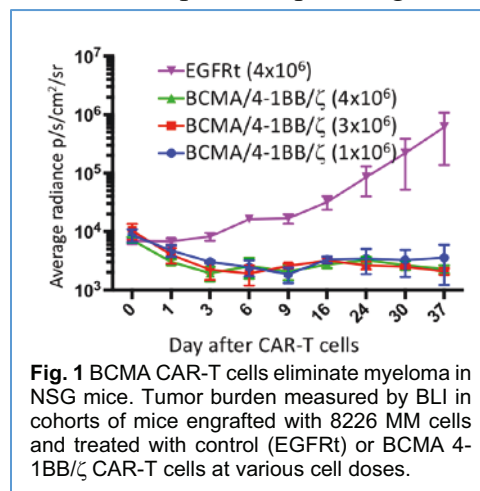 10⁷
10⁶
10⁵
10⁴
10³
Average radiance p/s/cm²/sr
EGFRt (4x10⁶)
BCMA/4-1BB/ζ (4x10⁶)
BCMA/4-1BB/ζ (3x10⁶)
BCMA/4-1BB/ζ (1x10⁶)
0 1 3 6 9 16 24 30 37
Day after CAR-T cells
Fig. 1 BCMA CAR-T cells eliminate myeloma in
NSG mice. Tumor burden measured by BLI in
cohorts of mice engrafted with 8226 MM cells
and treated with control (EGFRt) or BCMA 4-
1BB/ζ CAR-T cells at various cell doses.